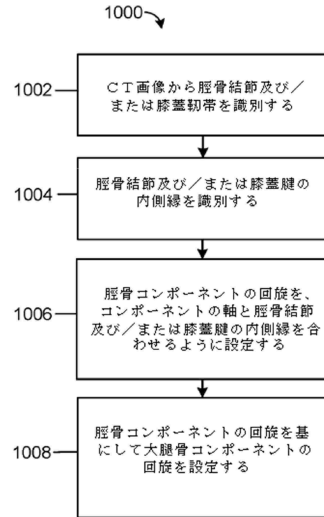 1000
1002
CT画像から脛骨結節及び/
または膝蓋靭帯を識別する
1004
脛骨結節及び/または膝蓋腱の
内側縁を識別する
1006
脛骨コンポーネントの回旋を、
コンポーネントの軸と脛骨結節
及び/または膝蓋腱の内側縁を合
わせるように設定する
1008
脛骨コンポーネントの回旋を基
にして大腿骨コンポーネントの
回旋を設定する